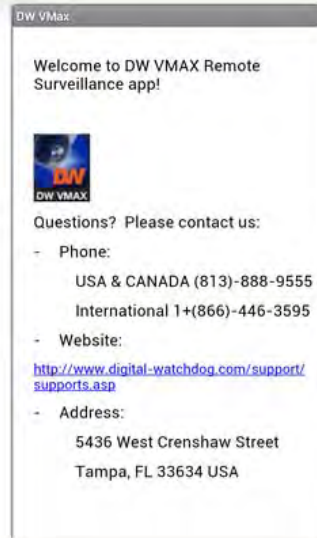 DW VMax
Welcome to DW VMAX Remote
Surveillance app!
DW
DW VMAX
Questions? Please contact us:
- Phone:
USA & CANADA (813)-888-9555
International 1+(866)-446-3595
- Website:
http://www.digital-watchdog.com/support/
supports.asp
- Address:
5436 West Crenshaw Street
Tampa, FL 33634 USA